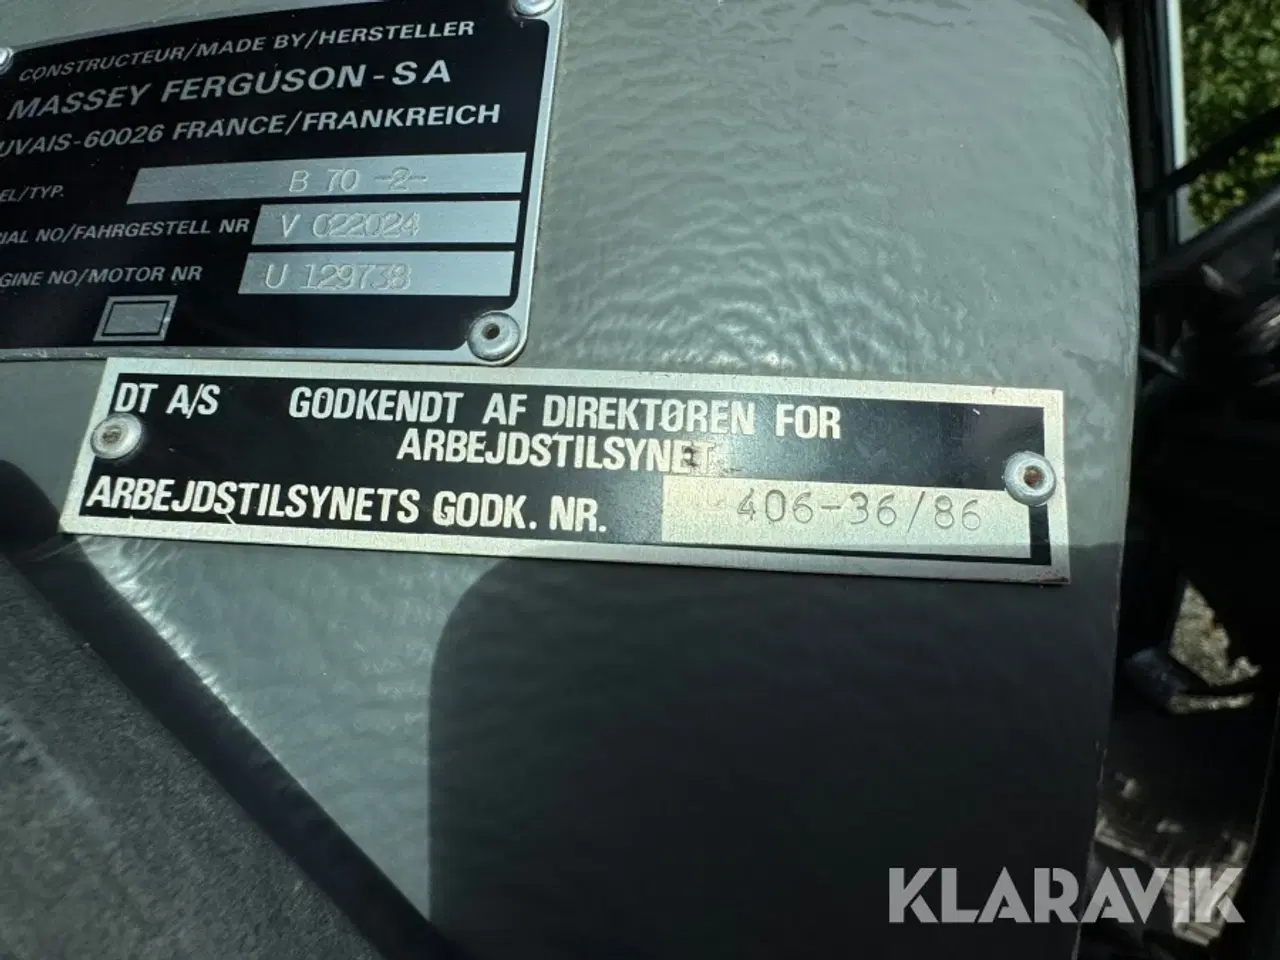 CONSTRUCTEUR/MADE BY/HERSTELLER
MASSEY FERGUSON-SA
UVAIS-60026 FRANCE/FRANKREICH
EL/TYP. B 70 -2-
IAL NO/FAHRGESTELL NR V 022024
GINE NO/MOTOR NR U 129738
DT A/S GODKENDT AF DIREKTØREN FOR
ARBEJDSTILSYNET
ARBEJDSTILSYNETS GODK. NR. 406-36/86
KLARAVIK